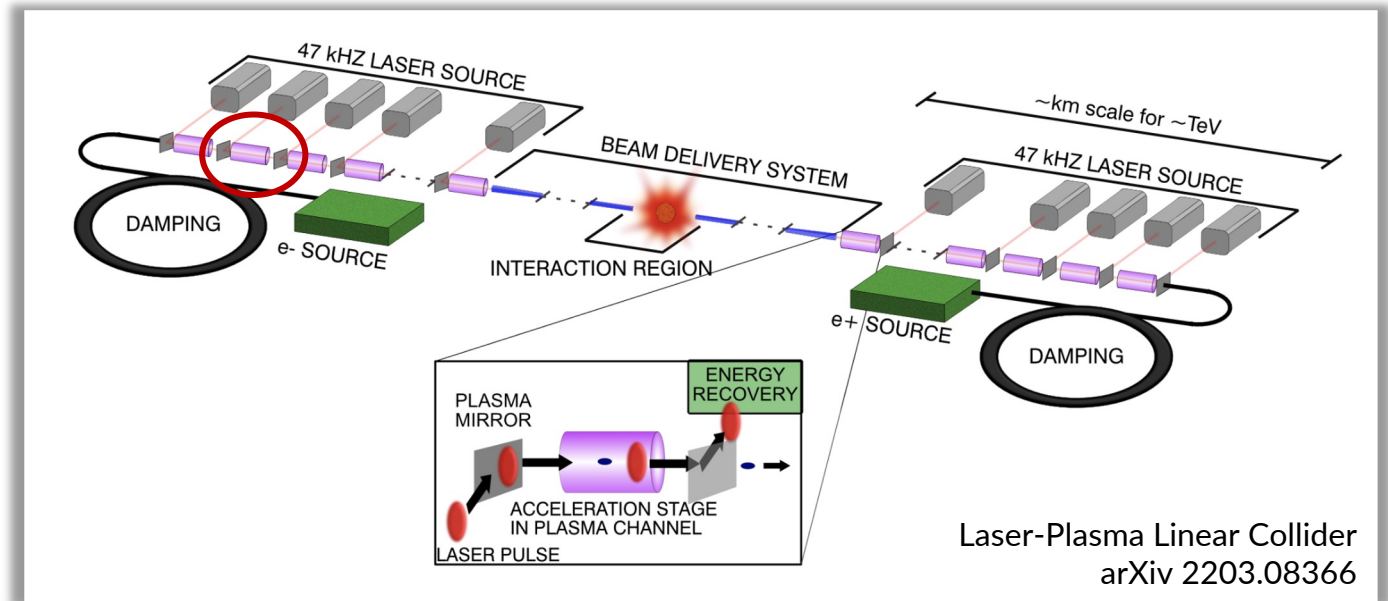 47 kHZ LASER SOURCE
~km scale for ~TeV
BEAM DELIVERY SYSTEM
47 kHZ LASER SOURCE
DAMPING
e- SOURCE
INTERACTION REGION
e+ SOURCE
DAMPING
ENERGY
RECOVERY
PLASMA
MIRROR
ACCELERATION STAGE
IN PLASMA CHANNEL
LASER PULSE
Laser-Plasma Linear Collider
arXiv 2203.08366